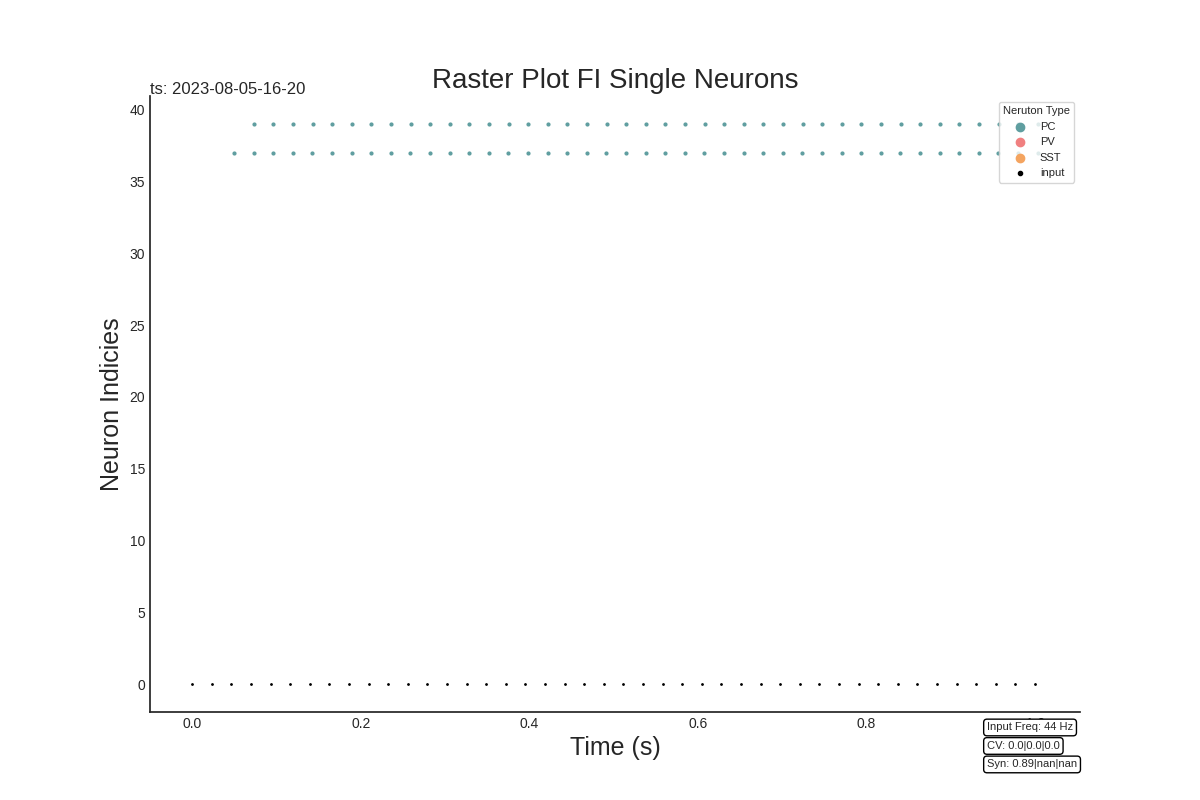 Raster Plot FI Single Neurons
ts: 2023-08-05-16-20
Neruton Type
PC
PV
SST
input
40
35
30
25
20
15
10
5
0
Neuron Indicies
0.0
0.2
0.4
0.6
0.8
Time (s)
Input Freq: 44 Hz
CV: 0.0|0.0|0.0
Syn: 0.89|nan|nan